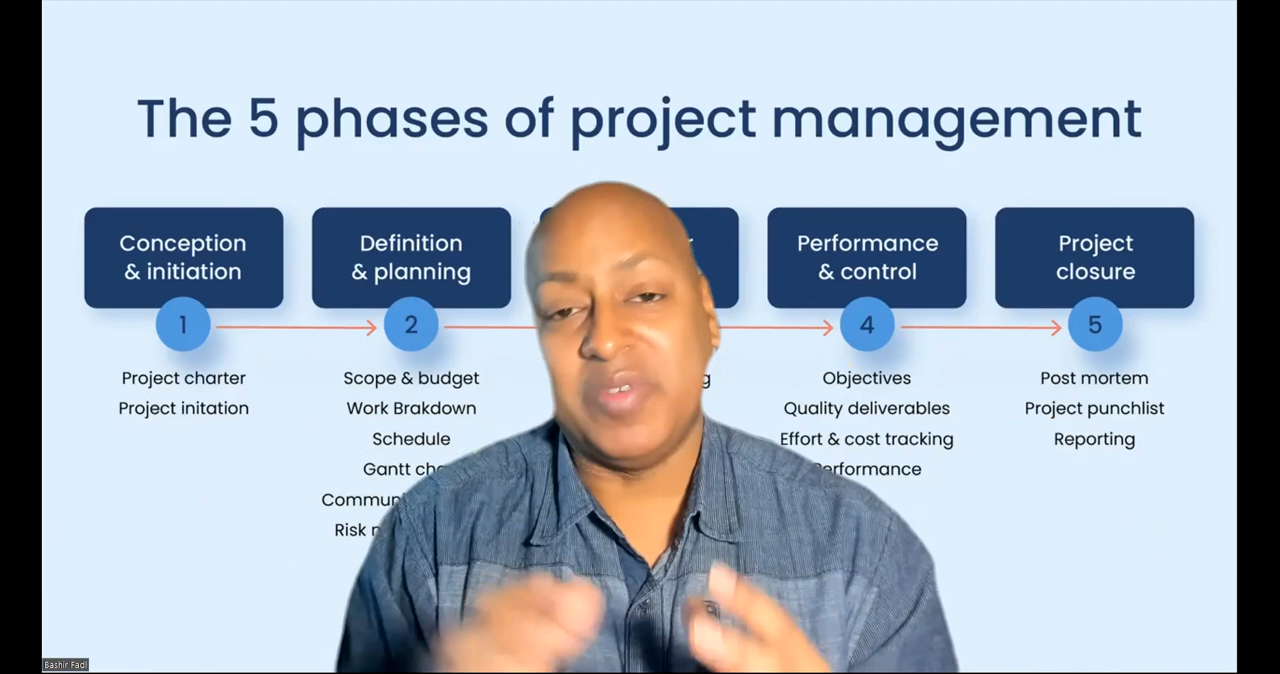 The 5 phases of project management
Conception
& initiation
Definition
& planning
Performance
& control
Project
closure
1
2
4
5
Project charter
Project initation
Scope & budget
Work Brakdown
Schedule
Gantt
Objectives
Quality deliverables
Effort & cost tracking
Post mortem
Project punchlist
Reporting
Bashir Fadl